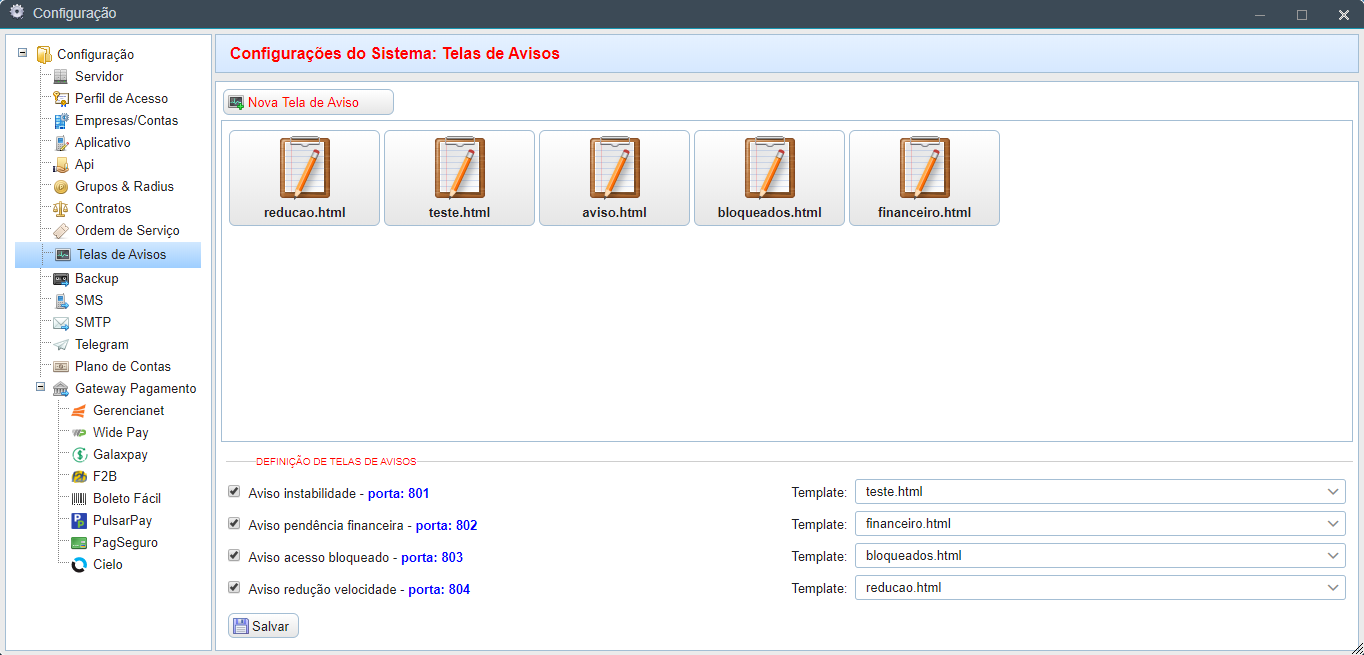 Configuração
Configuração
Servidor
Perfil de Acesso
Empresas/Contas
Aplicativo
Api
Grupos & Radius
Contratos
Ordem de Serviço
Telas de Avisos
Backup
SMS
SMTP
Telegram
Plano de Contas
Gateway Pagamento
Gerencianet
Wide Pay
Galaxpay
F2B
Boleto Fácil
PulsarPay
PagSeguro
Cielo
Configurações do Sistema: Telas de Avisos
Nova Tela de Aviso
reducao.html teste.html aviso.html bloqueados.html financeiro.html
DEFINIÇÃO DE TELAS DE AVISOS
Aviso instabilidade - porta: 801 Template: teste.html
Aviso pendência financeira - porta: 802 Template: financeiro.html
Aviso acesso bloqueado - porta: 803 Template: bloqueados.html
Aviso redução velocidade - porta: 804 Template: reducao.html
Salvar